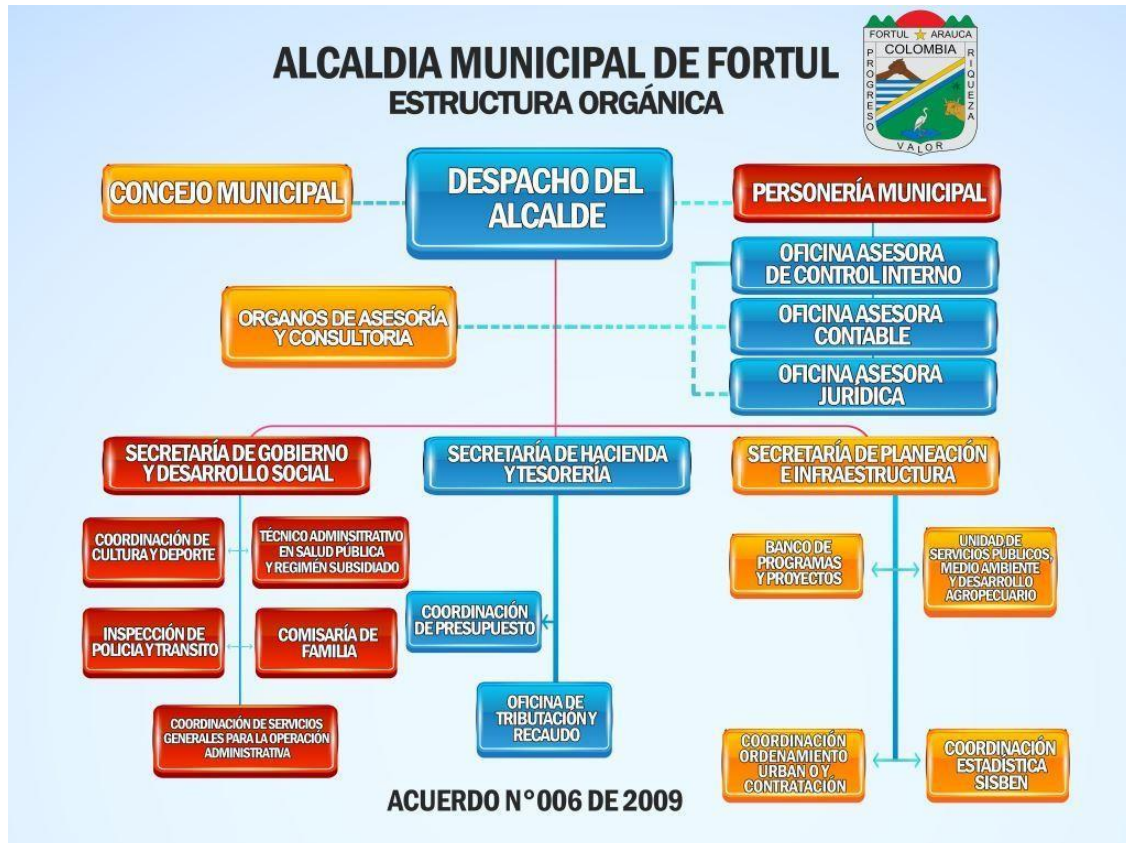 ALCALDIA MUNICIPAL DE FORTUL
ESTRUCTURA ORGÁNICA
FORTUL ARAUCA
COLOMBIA
PROGRESO
RIQUEZA
VALOR
CONCEJO MUNICIPAL
DESPACHO DEL
ALCALDE
PERSONERÍA MUNICIPAL
OFICINA ASESORA
DE CONTROL INTERNO
ORGANOS DE ASESORÍA
Y CONSULTORIA
OFICINA ASESORA
CONTABLE
OFICINA ASESORA
JURÍDICA
SECRETARÍA DE GOBIERNO
Y DESARROLLO SOCIAL
SECRETARÍA DE HACIENDA
Y TESORERÍA
SECRETARÍA DE PLANEACIÓN
E INFRAESTRUCTURA
COORDINACIÓN DE
CULTURA Y DEPORTE
TÉCNICO ADMINSITRATIVO
EN SALUD PÚBLICA
Y REGIMÉN SUBSIDIADO
BANCO DE
PROGRAMAS
Y PROYECTOS
UNIDAD DE
SERVICIOS PÚBLICOS,
MEDIO AMBIENTE
Y DESARROLLO
AGROPECUARIO
COORDINACIÓN
DE PRESUPUESTO
INSPECCIÓN DE
POLICIA Y TRANSITO
COMISARÍA DE
FAMILIA
OFICINA DE
TRIBUTACIÓN Y
RECAUDO
COORDINACIÓN DE SERVICIOS
GENERALES PARA LA OPERACIÓN
ADMINISTRATIVA
COORDINACIÓN
ORDENAMIENTO
URBAN O Y
CONTRATACIÓN
COORDINACIÓN
ESTADÍSTICA
SISBEN
ACUERDO N°006 DE 2009